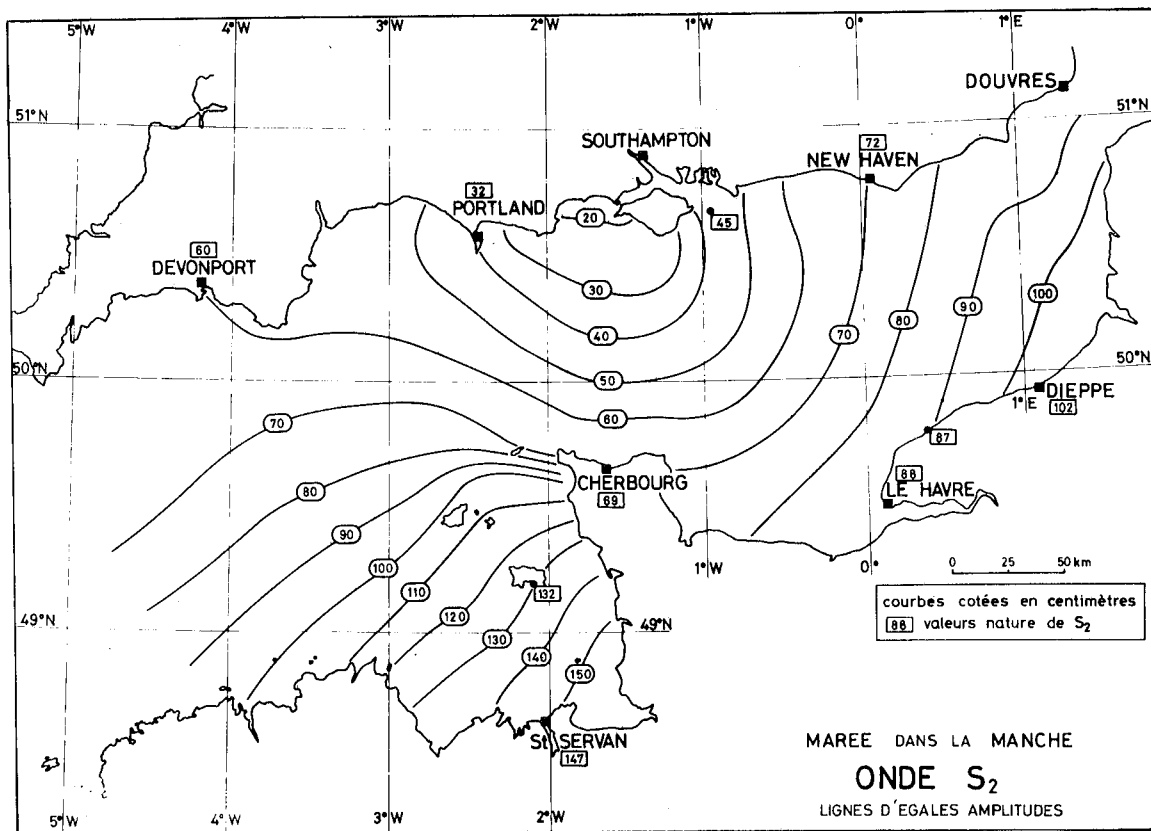 5°W 4°W 3°W 2°W 1°W 0° 1°E
DOUVRES
51°N 51°N
SOUTHAMPTON
72
NEW HAVEN
32
PORTLAND
20
45
60
DEVONPORT
30
90 100
40
70 80
50°N 50°N
50
DIEPPE
1°E
102
60
70
87
CHERBOURG
69
88
LE HAVRE
80
90
100
110
1°W 0°
0 25 50 km
132
120
130
49°N 49°N
140
150
courbes cotées en centimètres
88 valeurs nature de S₂
St SERVAN
147
MAREE DANS LA MANCHE
ONDE S₂
LIGNES D'EGALES AMPLITUDES
5°W 4°W 3°W 2°W